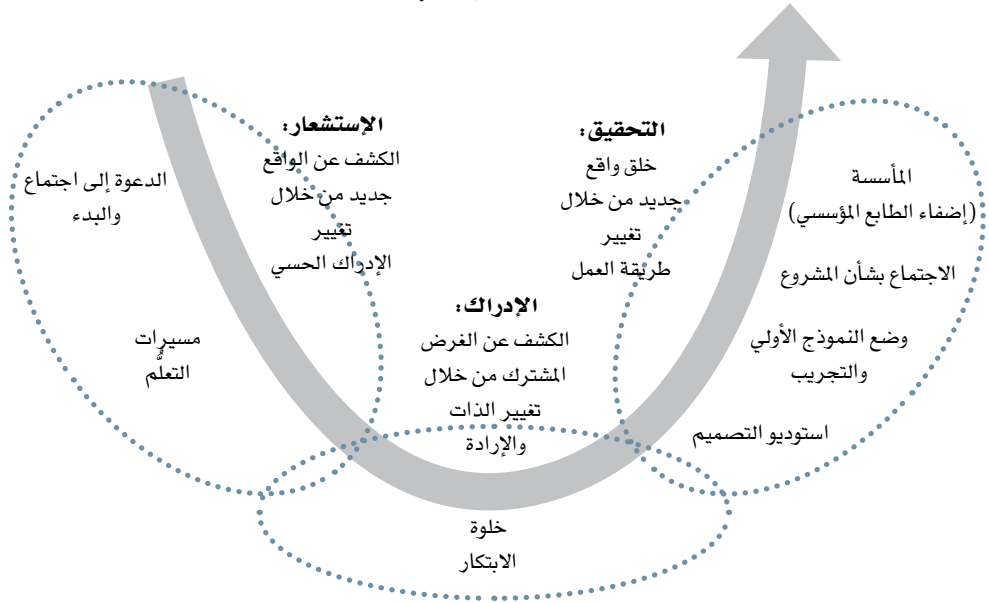 الإستشعار:
الكشف عن الواقع
جديد من خلال
تغيير
الإدراك الحسي
التحقيق:
خلق واقع
جديد من خلال
تغيير
طريقة العمل
الإدراك:
الكشف عن الغرض
المشترك من خلال
تغيير الذات
والإرادة
الدعوة إلى اجتماع
والبدء
مسيرات
التعلُّم
خلوة
الابتكار
استوديو التصميم
وضع النموذج الأولي
والتجريب
الاجتماع بشأن المشروع
المأسسة
(إضفاء الطابع المؤسسي)